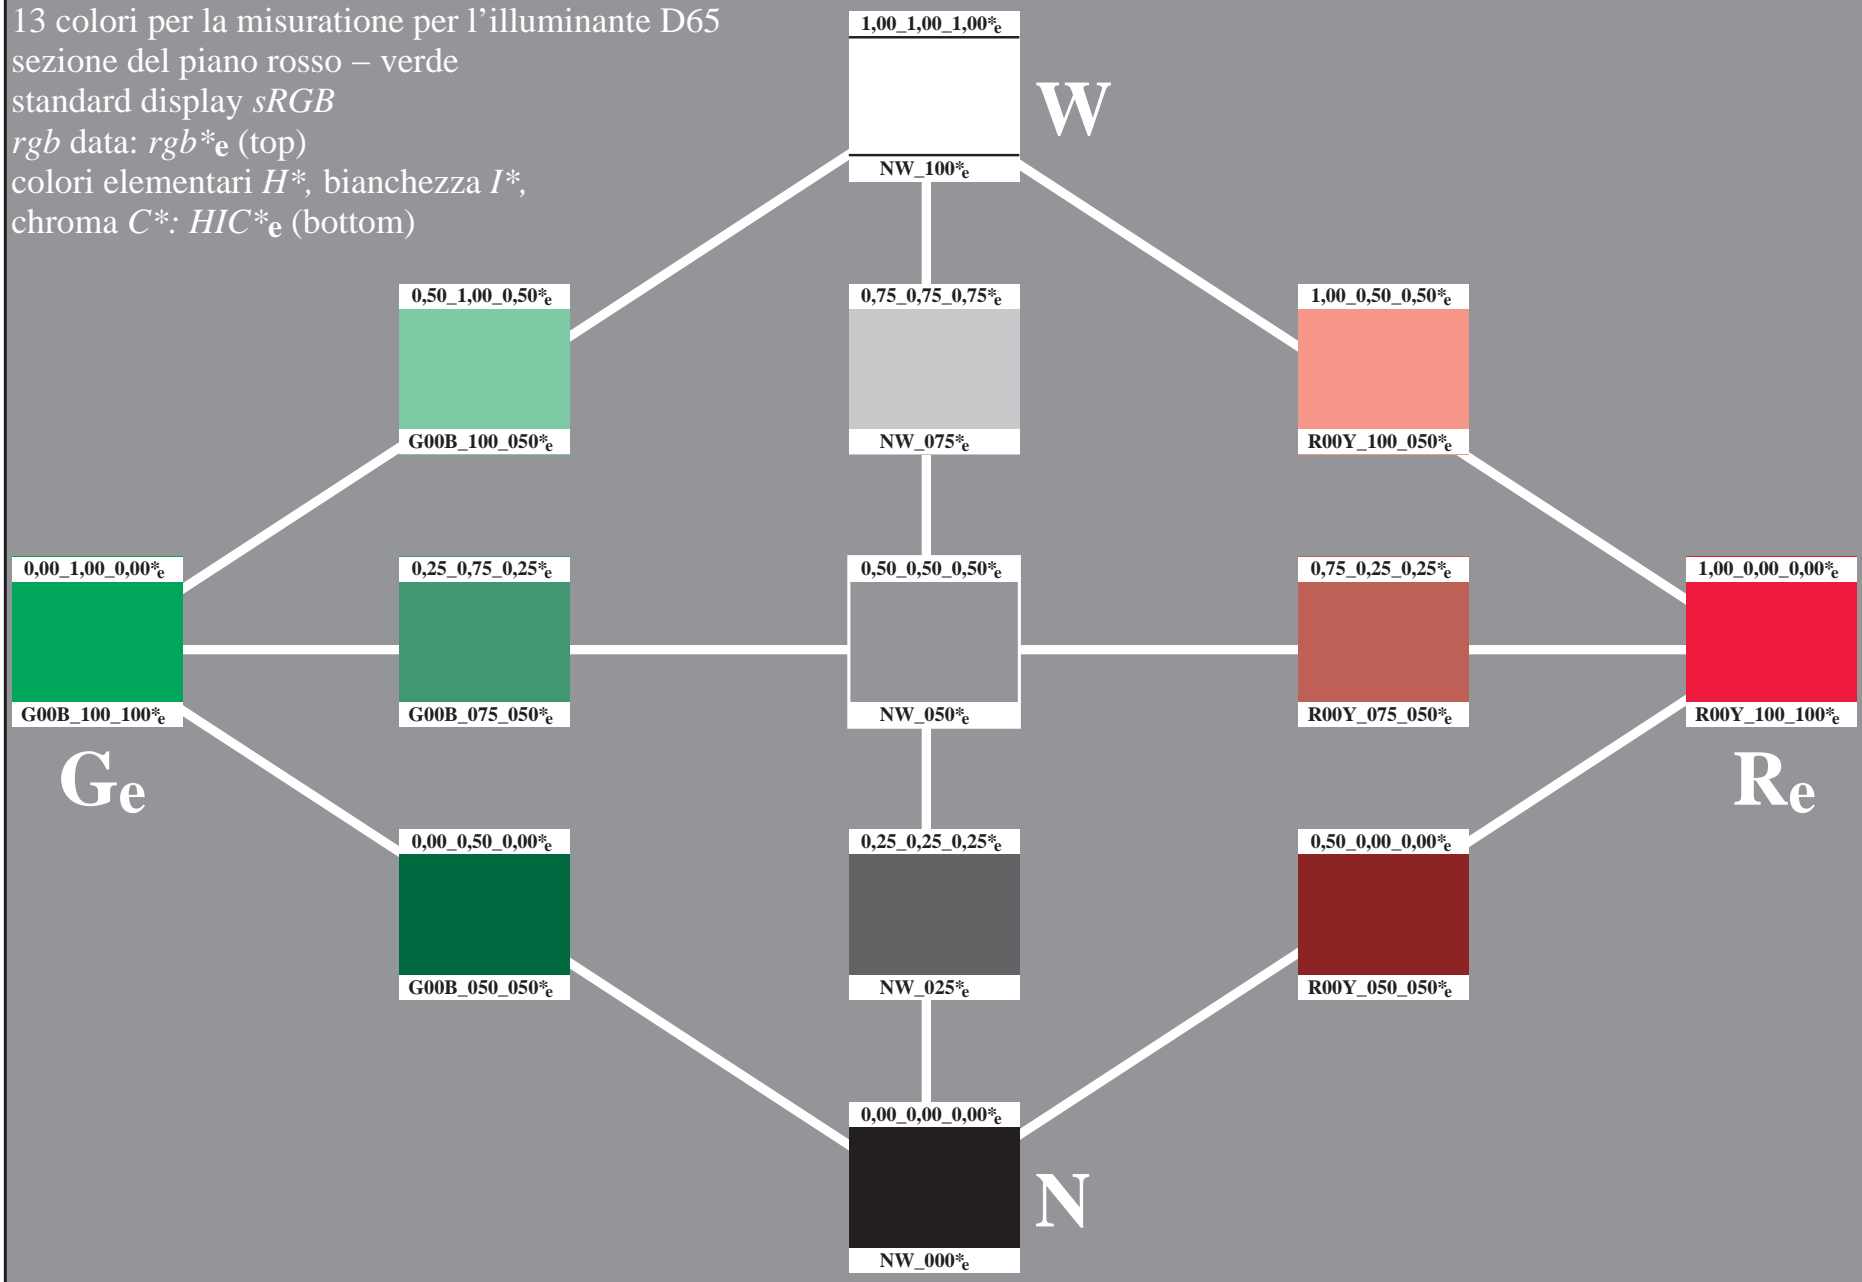 13 colori per la misuratione per l’illuminante D65
sezione del piano rosso – verde
standard display sRGB
rgb data: rgb*e (top)
colori elementari H*, bianchezza I*,
chroma C*: HIC*e (bottom)
1,00_1,00_1,00*e
W
NW_100*e
0,50_1,00_0,50*e
G00B_100_050*e
0,75_0,75_0,75*e
NW_075*e
1,00_0,50_0,50*e
R00Y_100_050*e
0,00_1,00_0,00*e
G00B_100_100*e
Ge
0,25_0,75_0,25*e
G00B_075_050*e
0,50_0,50_0,50*e
NW_050*e
0,75_0,25_0,25*e
R00Y_075_050*e
1,00_0,00_0,00*e
R00Y_100_100*e
Re
0,00_0,50_0,00*e
G00B_050_050*e
0,25_0,25_0,25*e
NW_025*e
0,50_0,00_0,00*e
R00Y_050_050*e
0,00_0,00_0,00*e
N
NW_000*e